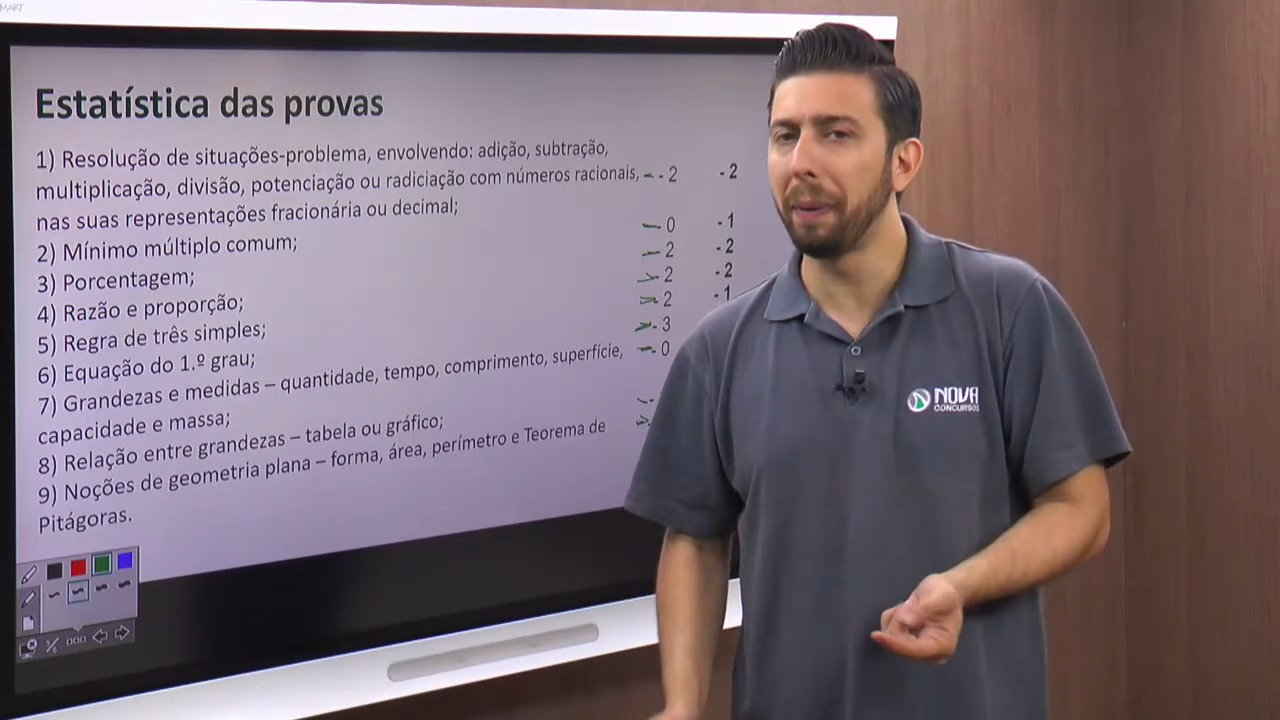 Estatística das provas
1) Resolução de situações-problema, envolvendo: adição, subtração,
multiplicação, divisão, potenciação ou radiciação com números racionais, - 2 - 2
nas suas representações fracionária ou decimal;
2) Mínimo múltiplo comum; - 0 - 1
3) Porcentagem; - 2 - 2
4) Razão e proporção; - 2 - 2
5) Regra de três simples; - 2 - 1
6) Equação do 1.º grau; - 3
7) Grandezas e medidas – quantidade, tempo, comprimento, superfície, - 0
capacidade e massa;
8) Relação entre grandezas – tabela ou gráfico; -
9) Noções de geometria plana – forma, área, perímetro e Teorema de -
Pitágoras.
NOVA
CONCURSOS